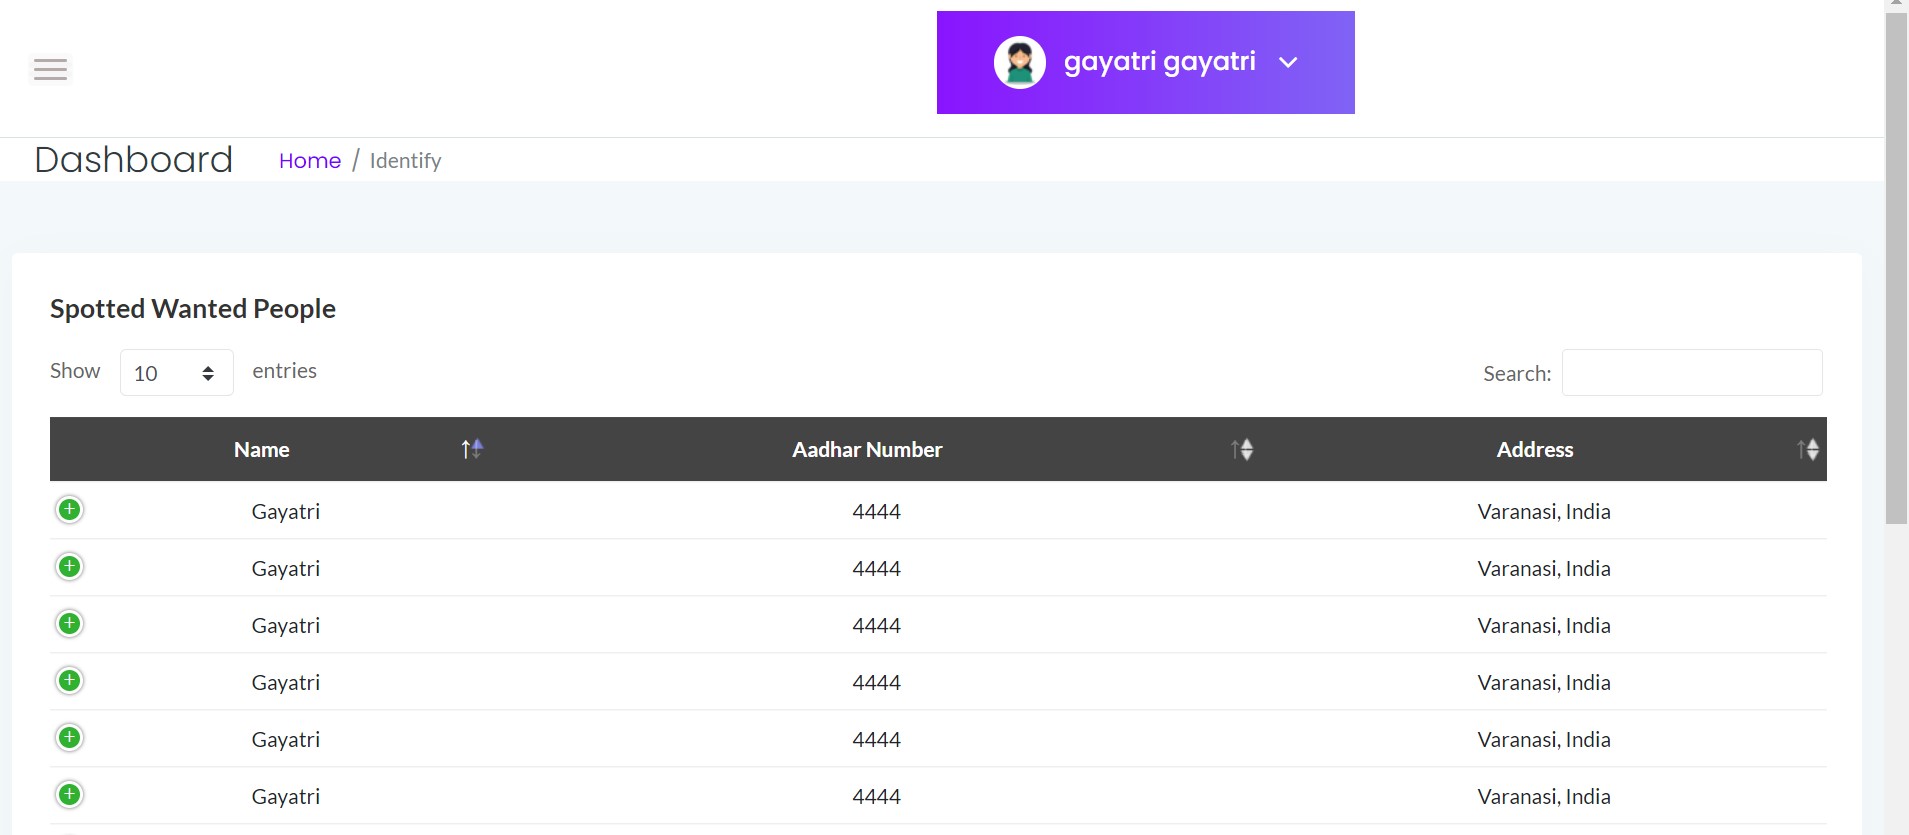 gayatri gayatri
Dashboard Home / Identify
Spotted Wanted People
Show 10 entries Search:
Name Aadhar Number Address
Gayatri 4444 Varanasi, India
Gayatri 4444 Varanasi, India
Gayatri 4444 Varanasi, India
Gayatri 4444 Varanasi, India
Gayatri 4444 Varanasi, India
Gayatri 4444 Varanasi, India